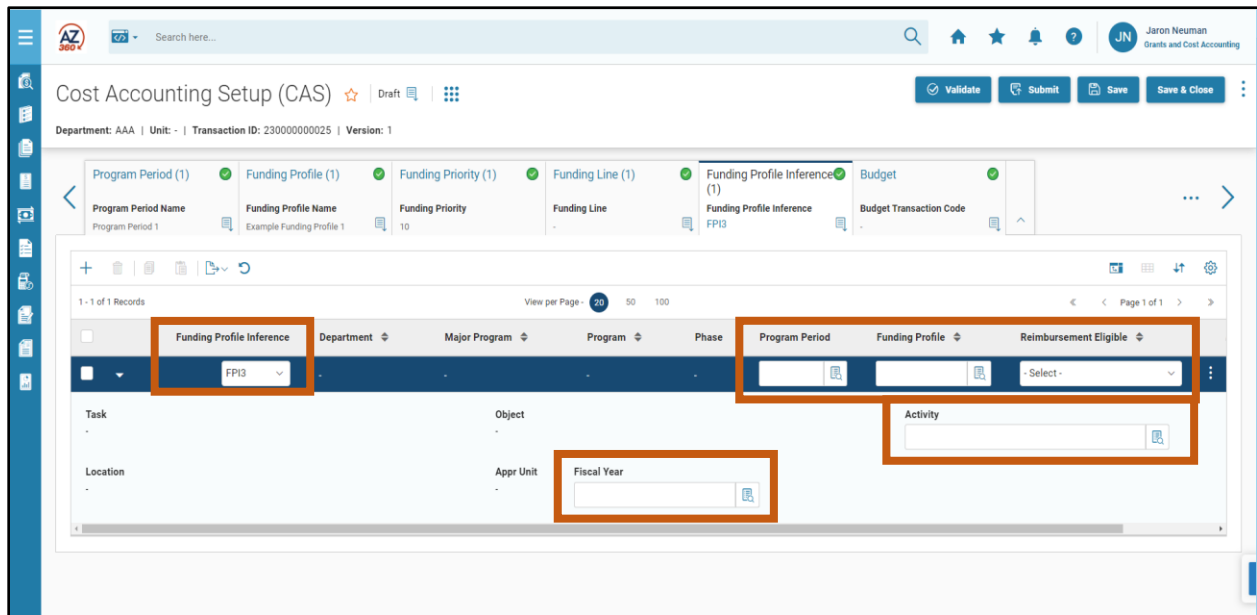 AZ
360
Search here...
JN
Jaron Neuman
Grants and Cost Accounting
Cost Accounting Setup (CAS)
Draft
Validate
Submit
Save
Save & Close
Department: AAA | Unit: - | Transaction ID: 230000000025 | Version: 1
Program Period (1)
Program Period Name
Program Period 1
Funding Profile (1)
Funding Profile Name
Example Funding Profile 1
Funding Priority (1)
Funding Priority
10
Funding Line (1)
Funding Line
-
Funding Profile Inference
(1)
Funding Profile Inference
FPI3
Budget
Budget Transaction Code
-
1 - 1 of 1 Records
View per Page - 20 50 100
Page 1 of 1
Funding Profile Inference Department Major Program Program Phase Program Period Funding Profile Reimbursement Eligible
FPI3 - - - - - Select -
Task
-
Object
-
Activity
Location
-
Appr Unit
-
Fiscal Year